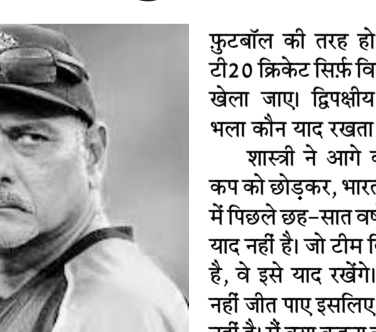 फ़ुटबॉल की तरह हो
टी20 क्रिकेट सिर्फ़ वि
खेला जाए। द्विपक्षीय
भला कौन याद रखता
शास्त्री ने आगे
कप को छोड़कर, भारत
में पिछले छह-सात वर्ष
याद नहीं है। जो टीम
है, वे इसे याद रखेंगे।
नहीं जीत पाए इसलिए